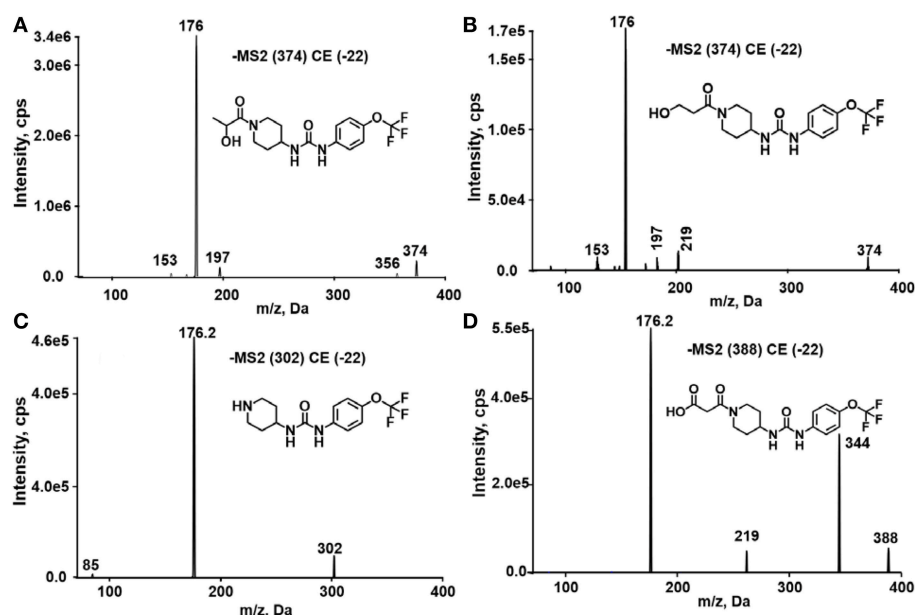 A
-MS2 (374) CE (-22)
Intensity, cps
3.4e6
3.0e6
2.0e6
1.0e6
0.0
176
153
197
356
374
O
N
OH
O
N
H
N
H
O
F
F
F
100
200
300
400
m/z, Da
B
-MS2 (374) CE (-22)
Intensity, cps
1.7e5
1.5e5
1.0e5
5.0e4
0.0
176
153
197
219
374
O
HO
N
O
N
H
N
H
O
F
F
F
100
200
300
400
m/z, Da
C
-MS2 (302) CE (-22)
Intensity, cps
4.6e5
4.0e5
4.0e5
0.0
176.2
85
302
HN
O
N
H
N
H
O
F
F
F
100
200
300
400
m/z, Da
D
-MS2 (388) CE (-22)
Intensity, cps
5.5e5
4.0e5
2.0e5
0.0
176.2
219
344
388
O
O
HO
N
O
N
H
N
H
O
F
F
F
100
200
300
400
m/z, Da